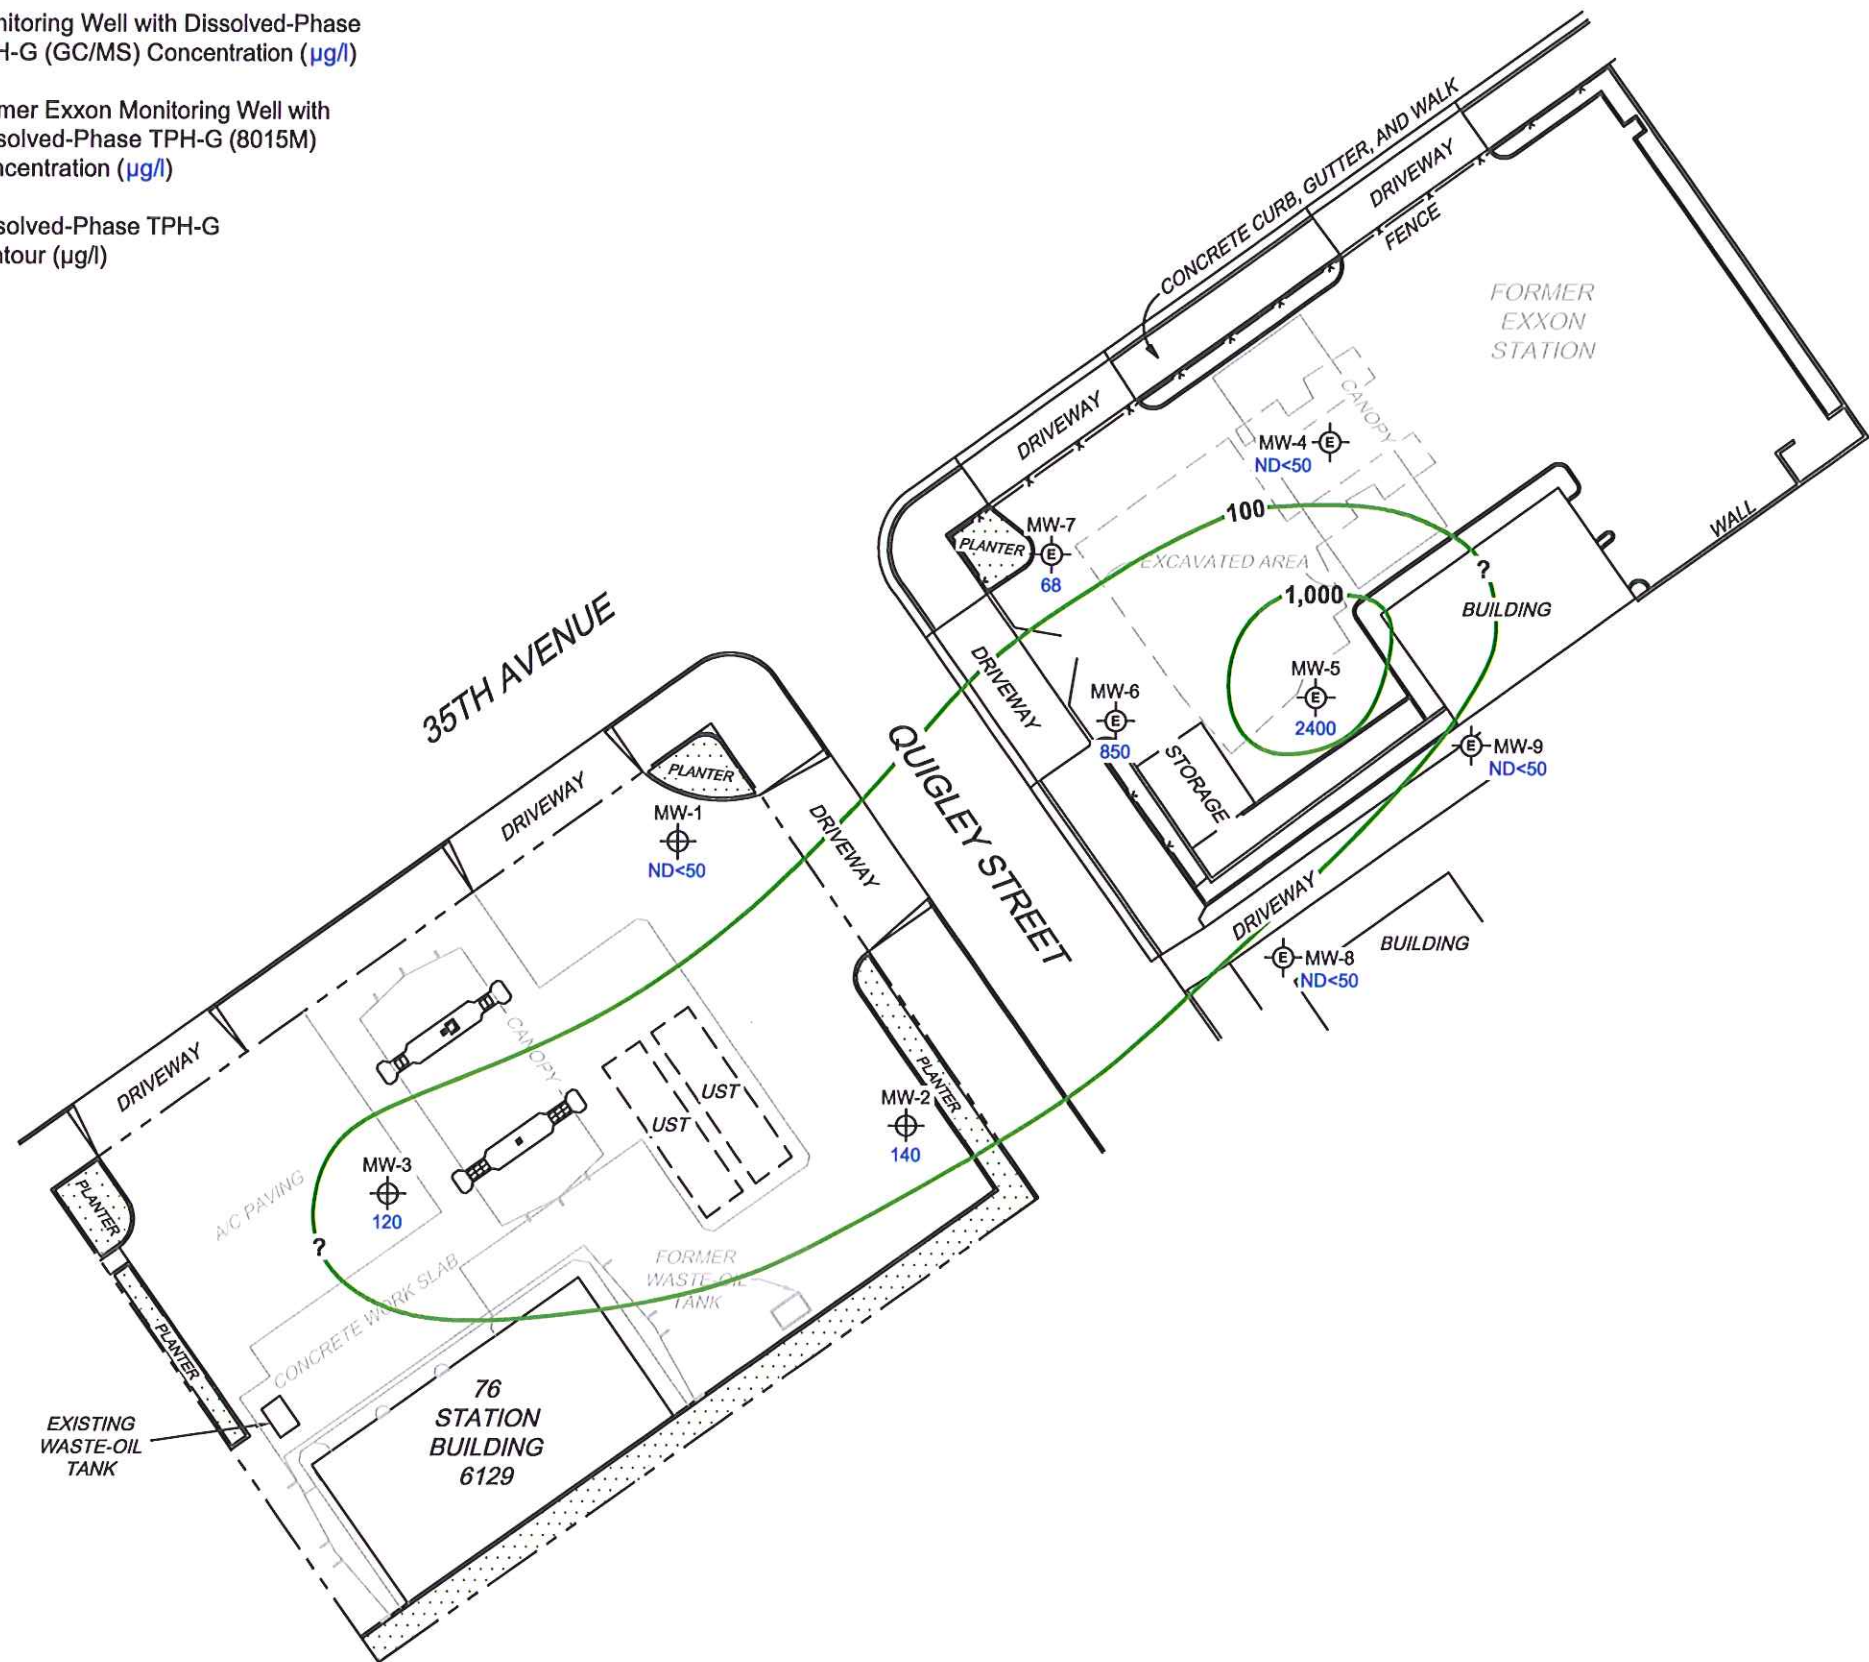 nitoring Well with Dissolved-Phase
H-G (GC/MS) Concentration (µg/l)
mer Exxon Monitoring Well with
solved-Phase TPH-G (8015M)
ncentration (µg/l)
solved-Phase TPH-G
ntour (µg/l)
CONCRETE CURB, GUTTER, AND WALK
DRIVEWAY
FENCE
FORMER
EXXON
STATION
CANOPY
DRIVEWAY
MW-4
ND<50
100
MW-7
PLANTER
68
EXCAVATED AREA
WALL
?
1,000
BUILDING
35TH AVENUE
DRIVEWAY
MW-5
2400
MW-6
850
STORAGE
QUIGLEY STREET
MW-9
ND<50
PLANTER
DRIVEWAY
MW-1
ND<50
DRIVEWAY
DRIVEWAY
BUILDING
MW-8
ND<50
CANOPY
DRIVEWAY
UST
UST
MW-2
140
PLANTER
MW-3
120
A/C PAVING
PLANTER
?
FORMER
WASTE-OIL
TANK
CONCRETE WORK SLAB
PLANTER
EXISTING
WASTE-OIL
TANK
76
STATION
BUILDING
6129